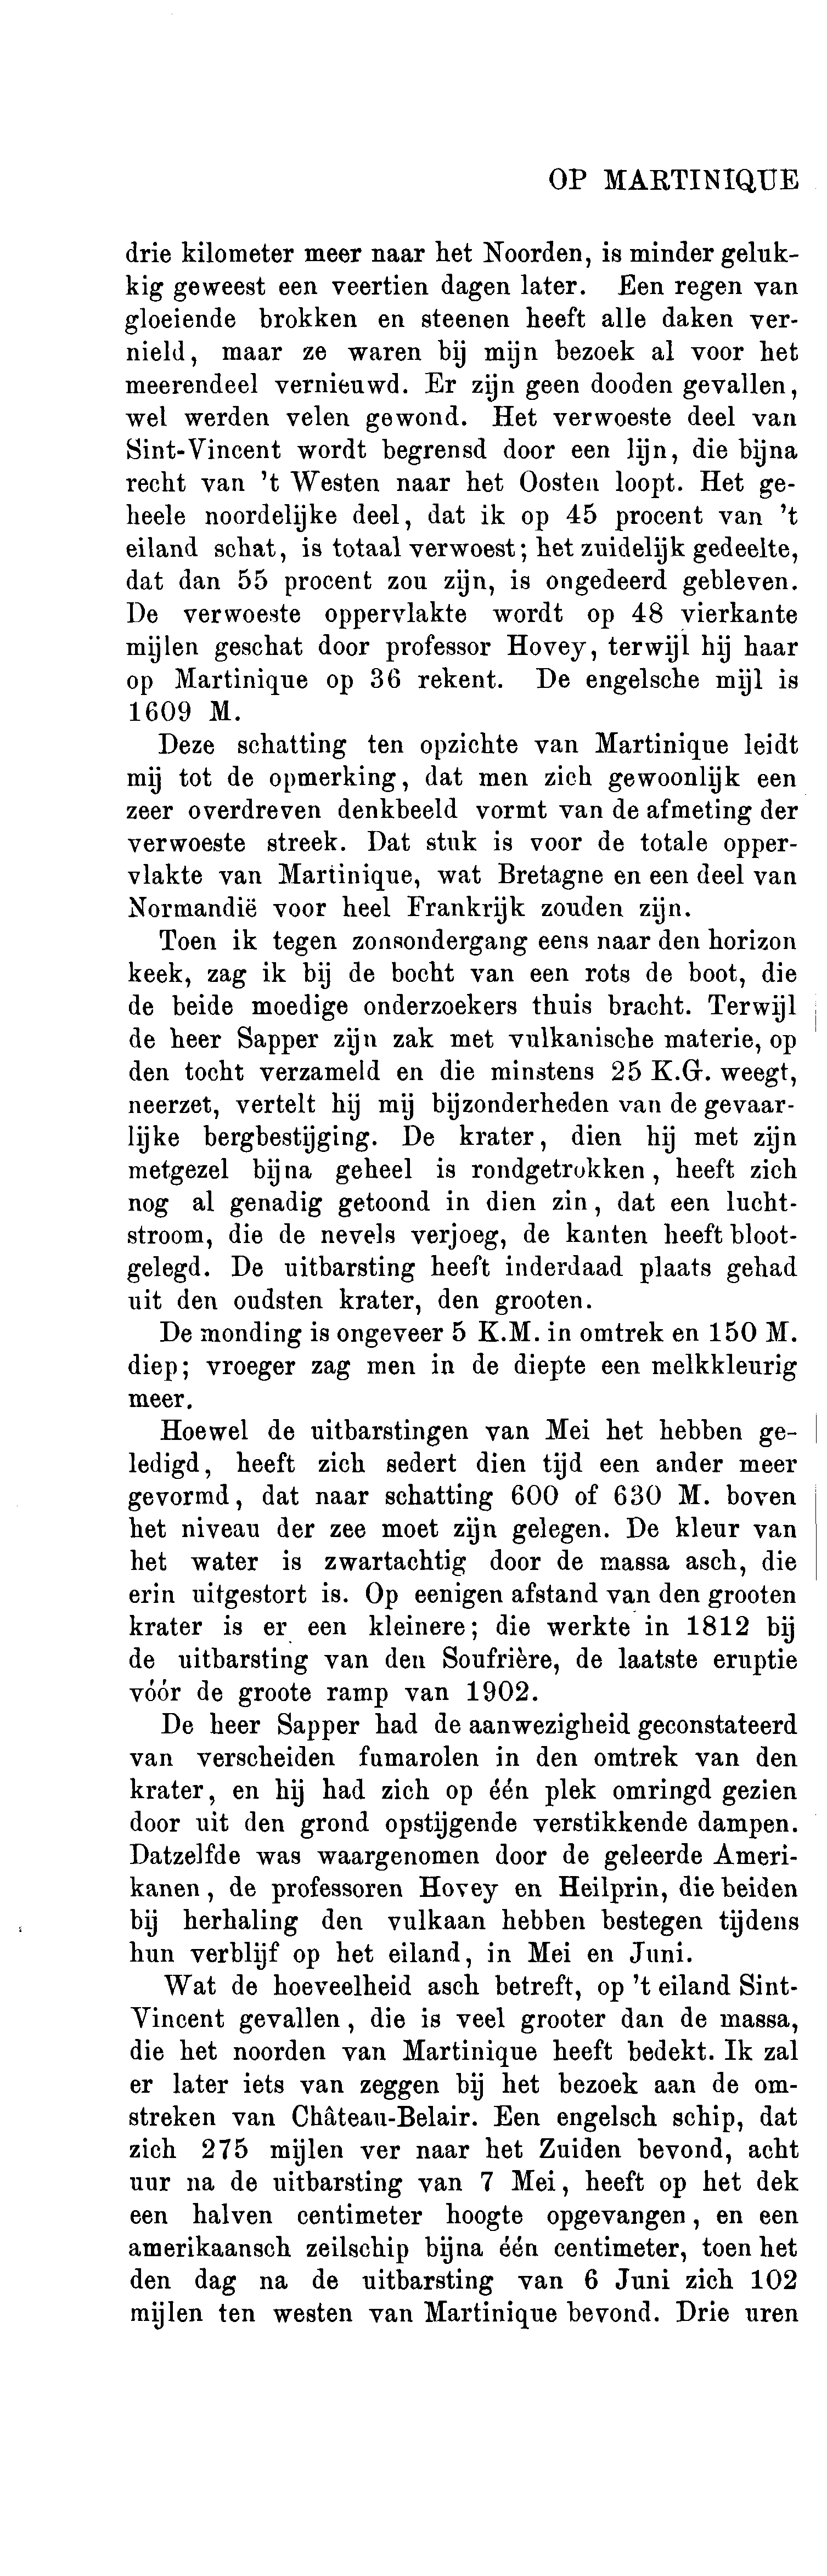 OP MARTINIQUE
drie kilometer meer naar het Noorden, is minder geluk-
kig geweest een veertien dagen later. Een regen van
gloeiende brokken en steenen heeft alle daken ver-
nield, maar ze waren bij mijn bezoek al voor het
meerendeel vernieuwd. Er zijn geen dooden gevallen,
wel werden velen gewond. Het verwoeste deel van
Sint-Vincent wordt begrensd door een lijn, die bijna
recht van 't Westen naar het Oosten loopt. Het ge-
heele noordelijke deel, dat ik op 45 procent van 't
eiland schat, is totaal verwoest; het zuidelijk gedeelte,
dat dan 55 procent zou zijn, is ongedeerd gebleven.
De verwoeste oppervlakte wordt op 48 vierkante
mijlen geschat door professor Hovey, terwijl hij haar
op Martinique op 36 rekent. De engelsche mijl is
1609 M.
Deze schatting ten opzichte van Martinique leidt
mij tot de opmerking, dat men zich gewoonlijk een
zeer overdreven denkbeeld vormt van de afmeting der
verwoeste streek. Dat stuk is voor de totale opper-
vlakte van Martinique, wat Bretagne en een deel van
Normandië voor heel Frankrijk zouden zijn.
Toen ik tegen zonsondergang eens naar den horizon
keek, zag ik bij de bocht van een rots de boot, die
de beide moedige onderzoekers thuis bracht. Terwijl
de heer Sapper zijn zak met vulkanische materie, op
den tocht verzameld en die minstens 25 K.G. weegt,
neerzet, vertelt hij mij bijzonderheden van de gevaar-
lijke bergbestijging. De krater, dien hij met zijn
metgezel bijna geheel is rondgetrokken, heeft zich
nog al genadig getoond in dien zin, dat een lucht-
stroom, die de nevels verjoeg, de kanten heeft bloot-
gelegd. De uitbarsting heeft inderdaad plaats gehad
uit den oudsten krater, den grooten.
De monding is ongeveer 5 K.M. in omtrek en 150 M.
diep; vroeger zag men in de diepte een melkkleurig
meer.
Hoewel de uitbarstingen van Mei het hebben ge-
ledigd, heeft zich sedert dien tijd een ander meer
gevormd, dat naar schatting 600 of 630 M. boven
het niveau der zee moet zijn gelegen. De kleur van
het water is zwartachtig door de massa asch, die
erin uitgestort is. Op eenigen afstand van den grooten
krater is er een kleinere; die werkte in 1812 bij
de uitbarsting van den Soufrière, de laatste eruptie
vóór de groote ramp van 1902.
De heer Sapper had de aanwezigheid geconstateerd
van verscheiden fumarolen in den omtrek van den
krater, en hij had zich op één plek omringd gezien
door uit den grond opstijgende verstikkende dampen.
Datzelfde was waargenomen door de geleerde Ameri-
kanen, de professoren Hovey en Heilprin, die beiden
bij herhaling den vulkaan hebben bestegen tijdens
hun verblijf op het eiland, in Mei en Juni.
Wat de hoeveelheid asch betreft, op 't eiland Sint-
Vincent gevallen, die is veel grooter dan de massa,
die het noorden van Martinique heeft bedekt. Ik zal
er later iets van zeggen bij het bezoek aan de om-
streken van Château-Belair. Een engelsch schip, dat
zich 275 mijlen ver naar het Zuiden bevond, acht
uur na de uitbarsting van 7 Mei, heeft op het dek
een halven centimeter hoogte opgevangen, en een
amerikaansch zeilschip bijna één centimeter, toen het
den dag na de uitbarsting van 6 Juni zich 102
mijlen ten westen van Martinique bevond. Drie uren